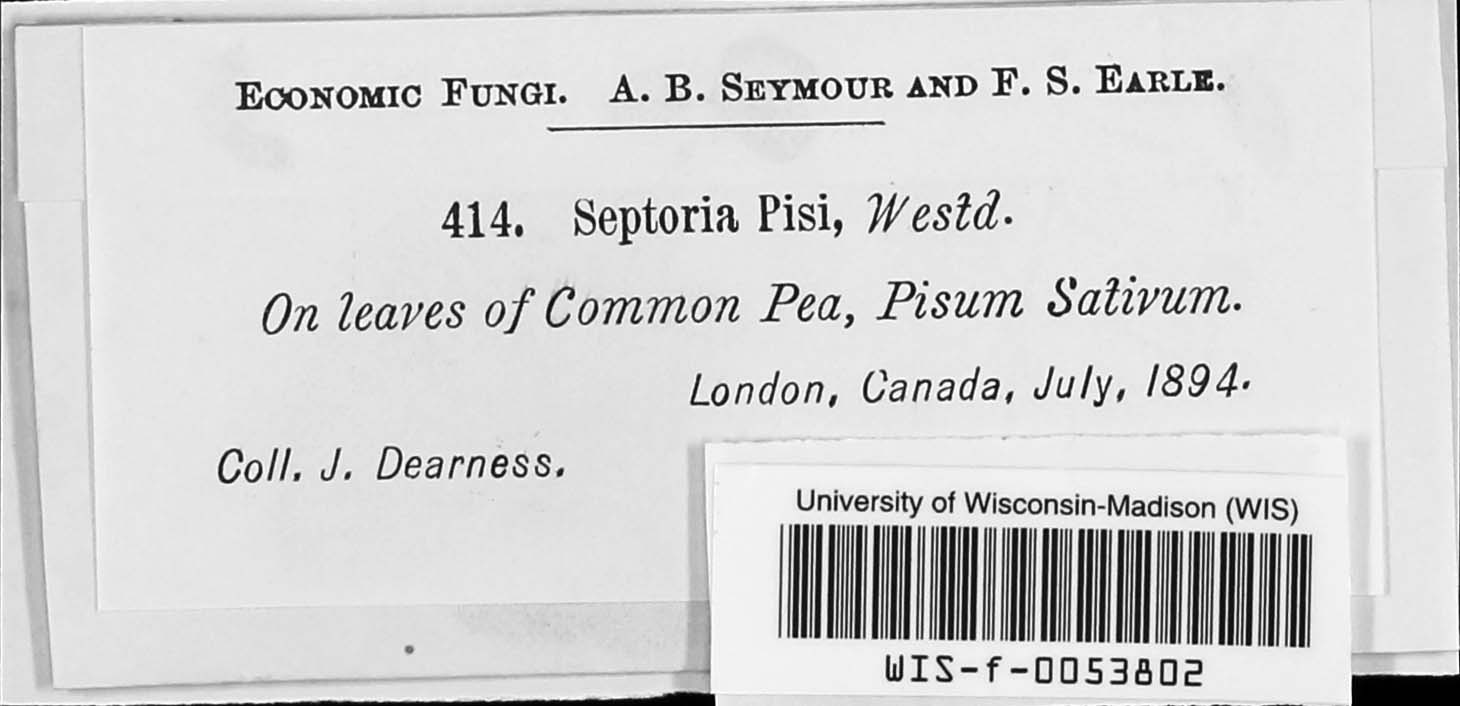 Economic Fungi. A. B. Seymour and F. S. Earle.
414. Septoria Pisi, Westd.
On leaves of Common Pea, Pisum Sativum.
London, Canada, July, 1894.
Coll. J. Dearness.
University of Wisconsin-Madison (WIS)
WIS-f-0053802